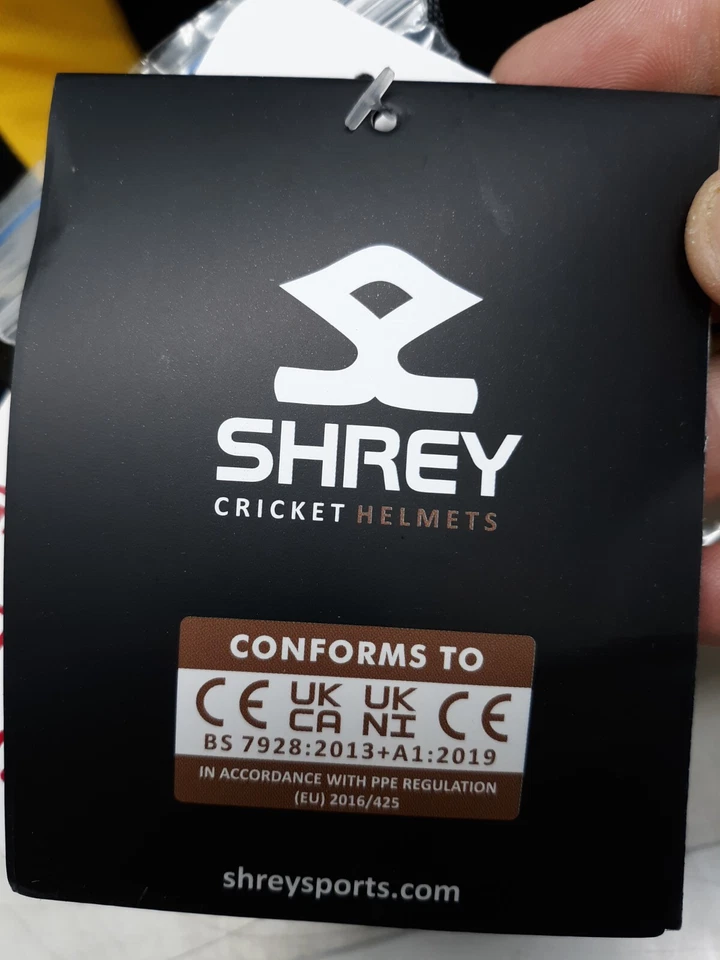 SHREY
CRICKET HELMETS
CONFORMS TO
CE UK CA UK NI CE
BS 7928:2013+A1:2019
IN ACCORDANCE WITH PPE REGULATION
(EU) 2016/425
shreysports.com